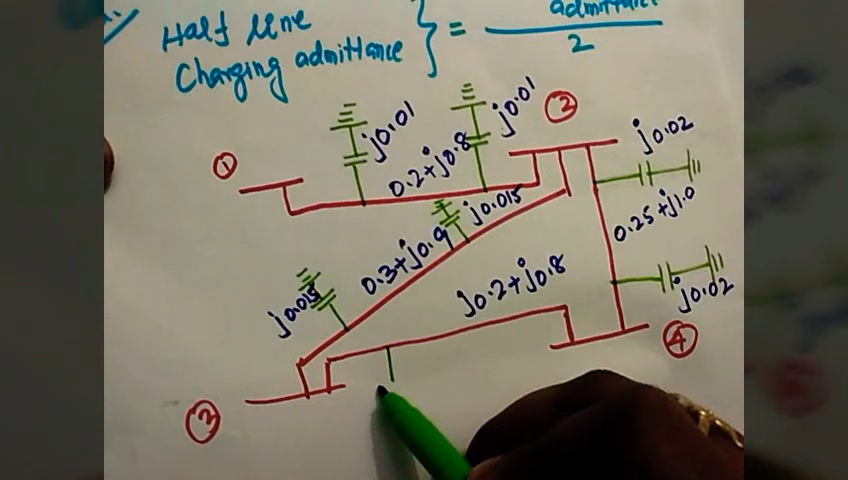 Half line
Charging admittance } = admittance / 2
j0.01
j0.01
②
j0.02
①
0.2+j0.8
j0.015
0.25+j1.0
0.3+j0.9
j0.2+j0.8
j0.015
j0.02
④
③